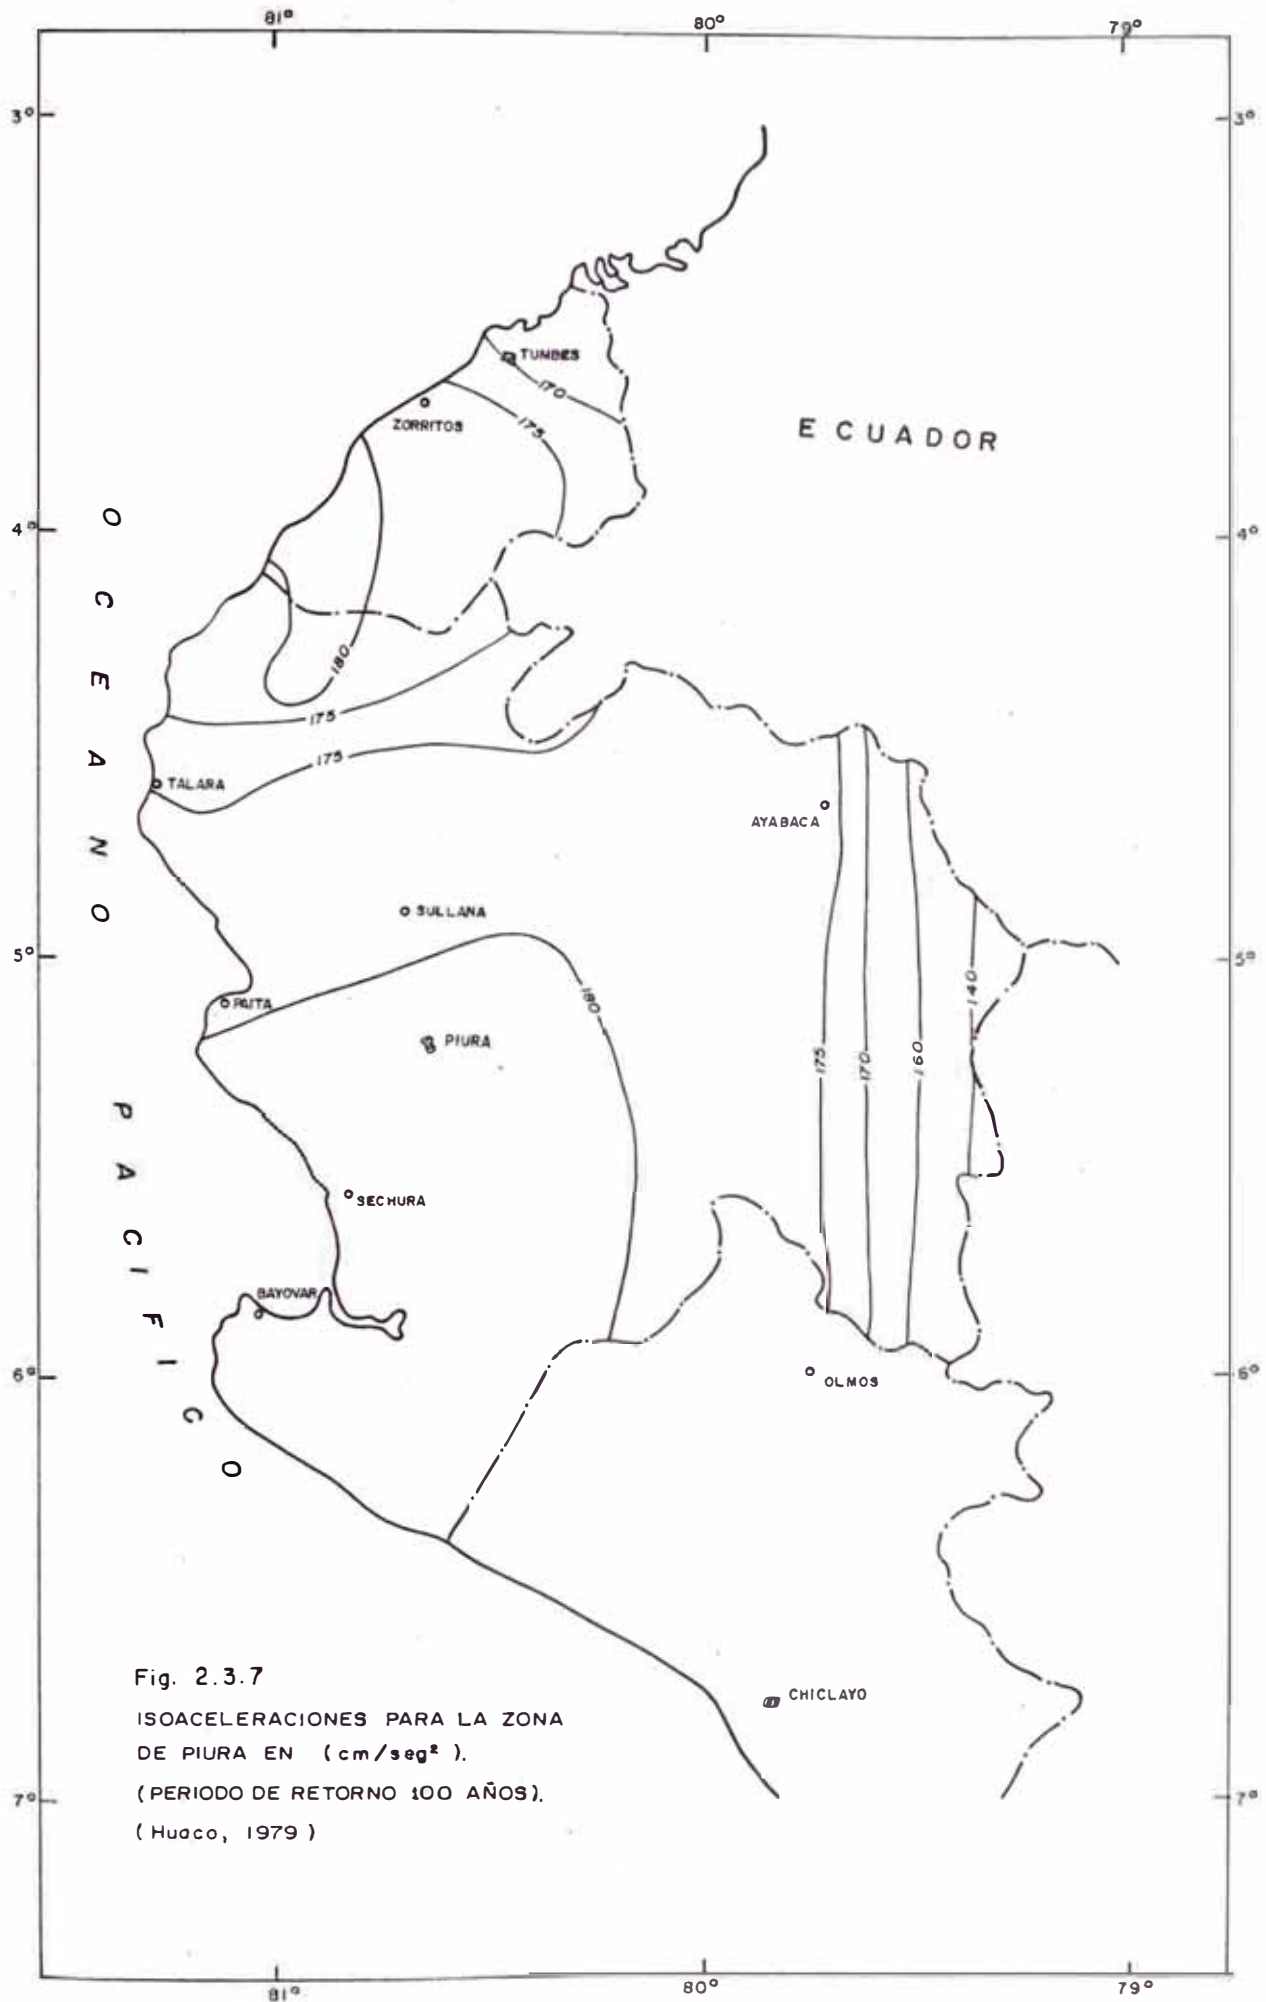 81°
80°
79°
3°
3°
TUMBES
170
ZORRITOS
175
ECUADOR
4°
4°
OCEANO PACIFICO
180
175
175
TALARA
AYABACA
SULLANA
5°
5°
PAITA
180
140
PIURA
175
170
160
SECHURA
BAYOVAR
6°
6°
OLMOS
Fig. 2.3.7
CHICLAYO
ISOACELERACIONES PARA LA ZONA
DE PIURA EN (cm/seg²).
(PERIODO DE RETORNO 100 AÑOS).
7°
7°
(Huaco, 1979)
81°
80°
79°